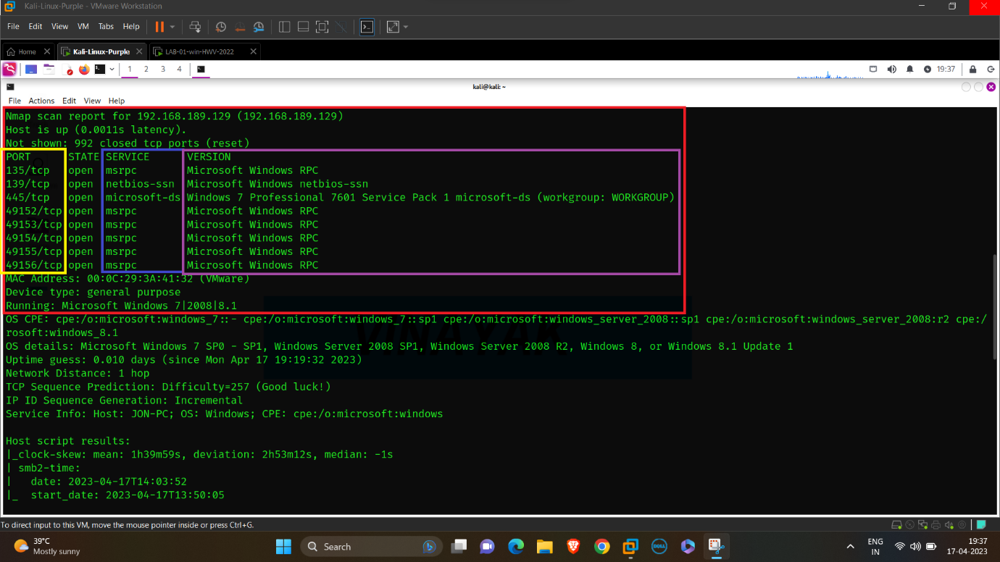 Kali-Linux-Purple - VMware Workstation
File Edit View VM Tabs Help
Home Kali-Linux-Purple LAB-01-win-HWV-2022
1 2 3 4 19:37
kali@kali: ~
File Actions Edit View Help
Nmap scan report for 192.168.189.129 (192.168.189.129)
Host is up (0.0011s latency).
Not shown: 992 closed tcp ports (reset)
PORT STATE SERVICE VERSION
135/tcp open msrpc Microsoft Windows RPC
139/tcp open netbios-ssn Microsoft Windows netbios-ssn
445/tcp open microsoft-ds Windows 7 Professional 7601 Service Pack 1 microsoft-ds (workgroup: WORKGROUP)
49152/tcp open msrpc Microsoft Windows RPC
49153/tcp open msrpc Microsoft Windows RPC
49154/tcp open msrpc Microsoft Windows RPC
49155/tcp open msrpc Microsoft Windows RPC
49156/tcp open msrpc Microsoft Windows RPC
MAC Address: 00:0C:29:3A:41:32 (VMware)
Device type: general purpose
Running: Microsoft Windows 7|2008|8.1
OS CPE: cpe:/o:microsoft:windows_7::- cpe:/o:microsoft:windows_7::sp1 cpe:/o:microsoft:windows_server_2008::sp1 cpe:/o:microsoft:windows_server_2008:r2 cpe:/
rosoft:windows_8.1
VINAYAK
OS details: Microsoft Windows 7 SP0 - SP1, Windows Server 2008 SP1, Windows Server 2008 R2, Windows 8, or Windows 8.1 Update 1
Uptime guess: 0.010 days (since Mon Apr 17 19:19:32 2023)
Network Distance: 1 hop
TCP Sequence Prediction: Difficulty=257 (Good luck!)
IP ID Sequence Generation: Incremental
Service Info: Host: JON-PC; OS: Windows; CPE: cpe:/o:microsoft:windows
Host script results:
|_clock-skew: mean: 1h39m59s, deviation: 2h53m12s, median: -1s
| smb2-time:
|   date: 2023-04-17T14:03:52
|_  start_date: 2023-04-17T13:50:05
To direct input to this VM, move the mouse pointer inside or press Ctrl+G.
39°C
Mostly sunny
Search
DELL
ENG
IN
19:37
17-04-2023